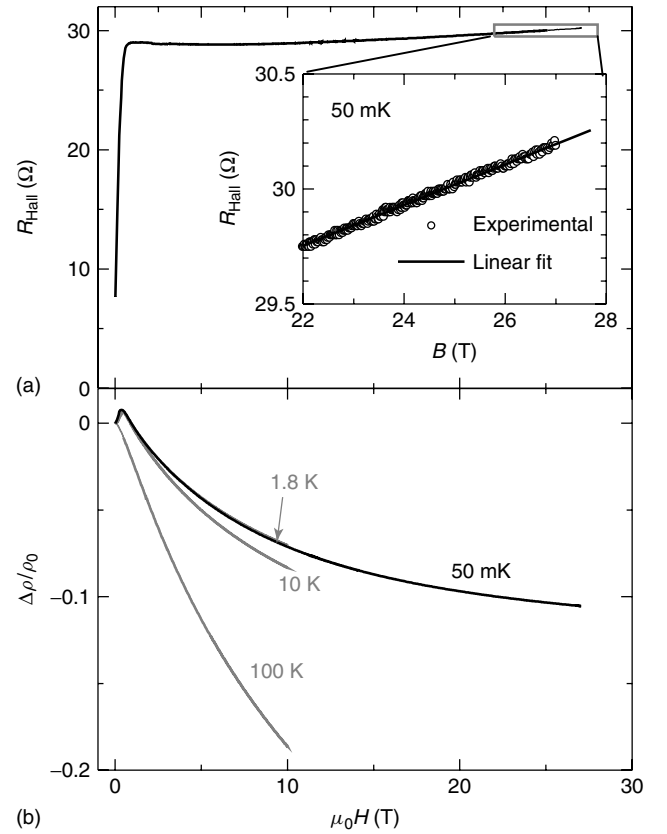 30
20
10
0
R_Hall (Ω)
(a)
30.5
30
29.5
R_Hall (Ω)
50 mK
Experimental
Linear fit
22 24 26 28
B (T)
0
−0.1
−0.2
Δρ/ρ₀
1.8 K
10 K
50 mK
100 K
0 10 20 30
(b)
μ₀H (T)